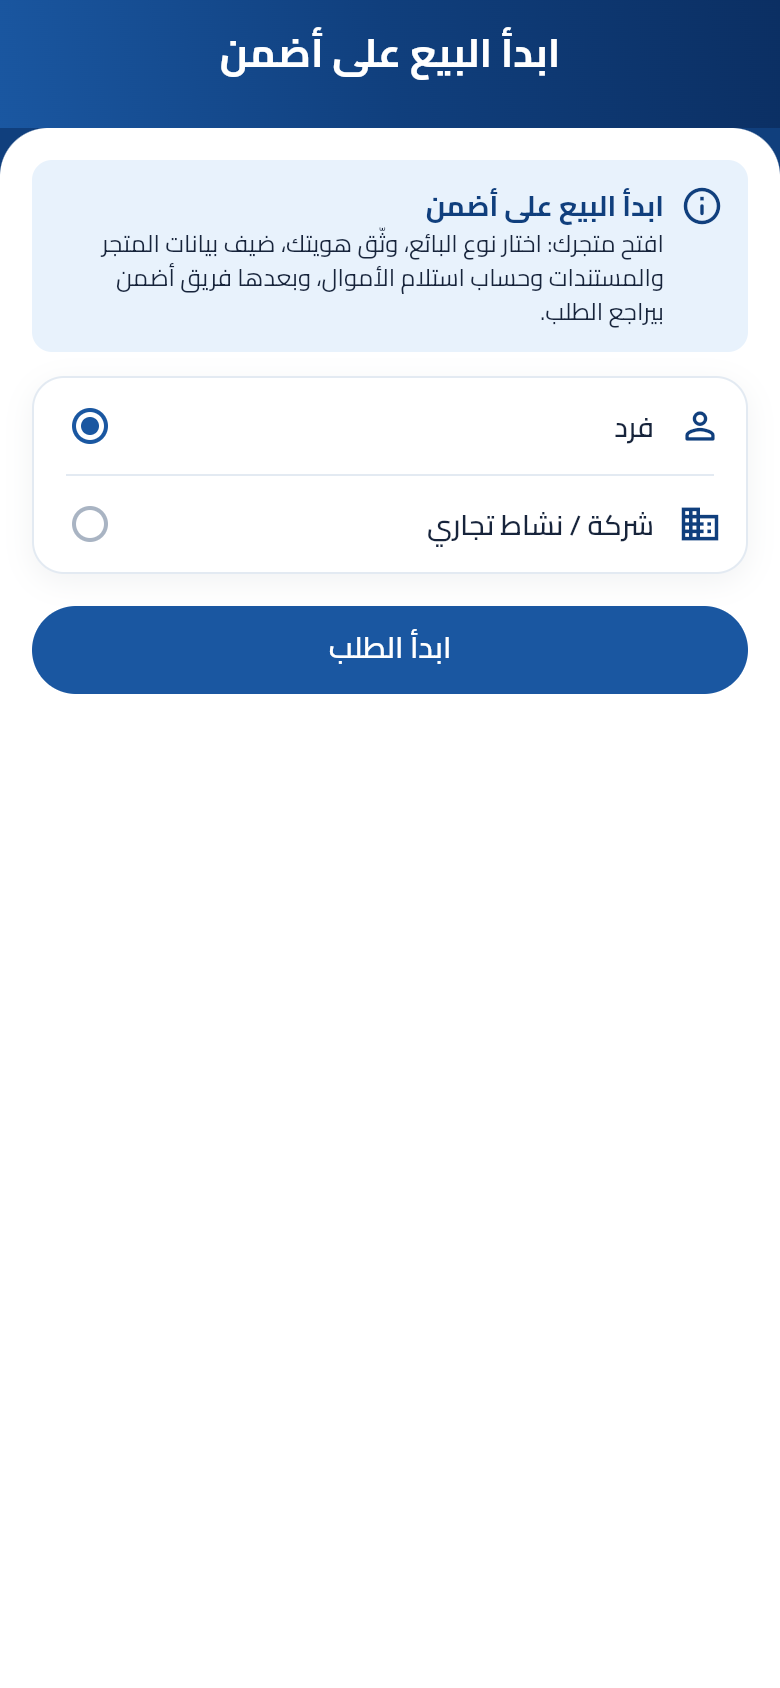 ابدأ البيع على أضمن
ابدأ البيع على أضمن
افتح متجرك: اختار نوع البائع، وثّق هويتك، ضيف بيانات المتجر
والمستندات وحساب استلام الأموال، وبعدها فريق أضمن
بيراجع الطلب.
فرد
شركة / نشاط تجاري
ابدأ الطلب